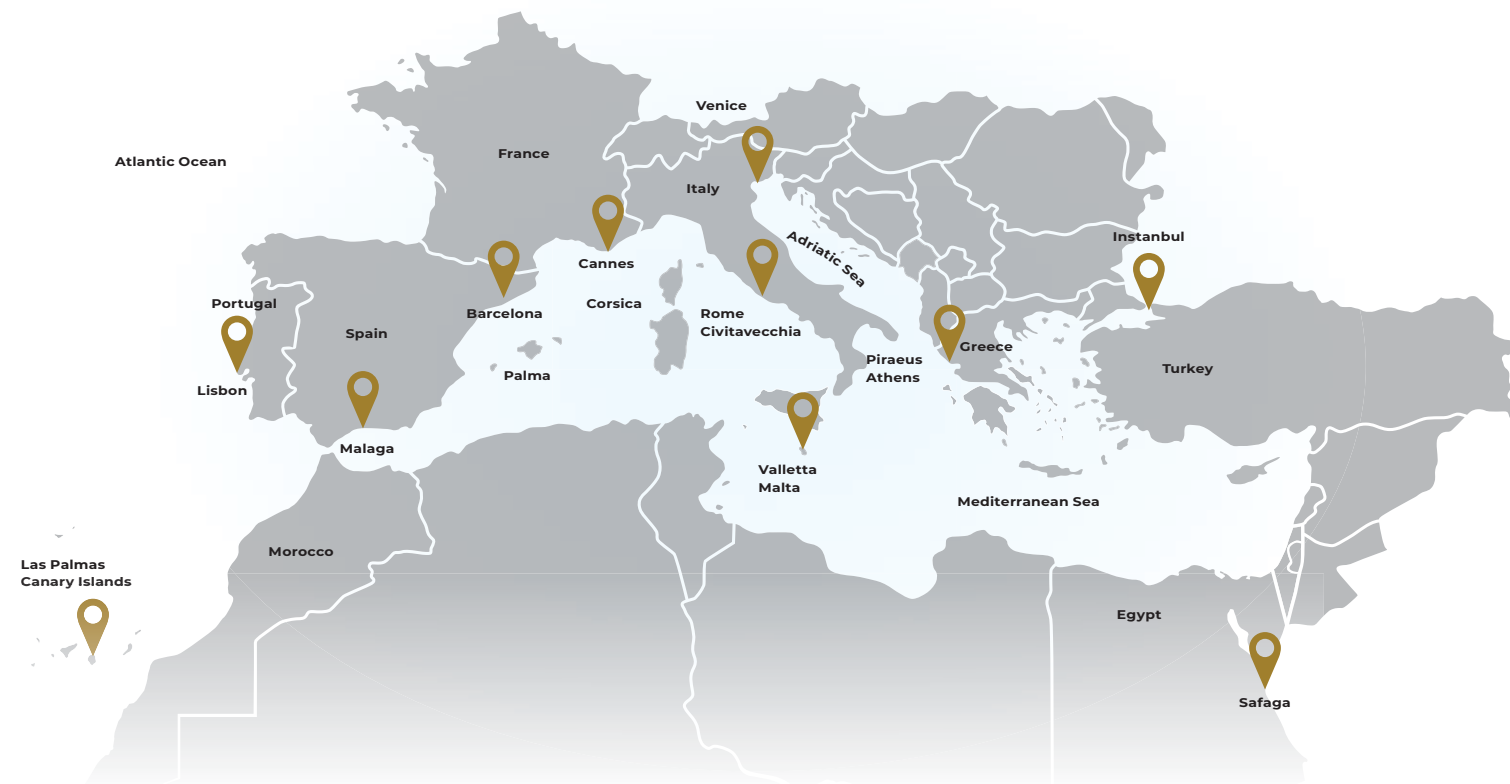 Venice
Atlantic Ocean
France
Italy
Instanbul
Adriatic Sea
Cannes
Portugal
Corsica
Barcelona
Rome
Civitavecchia
Spain
Greece
Piraeus
Athens
Turkey
Palma
Lisbon
Malaga
Valletta
Malta
Mediterranean Sea
Morocco
Las Palmas
Canary Islands
Egypt
Safaga